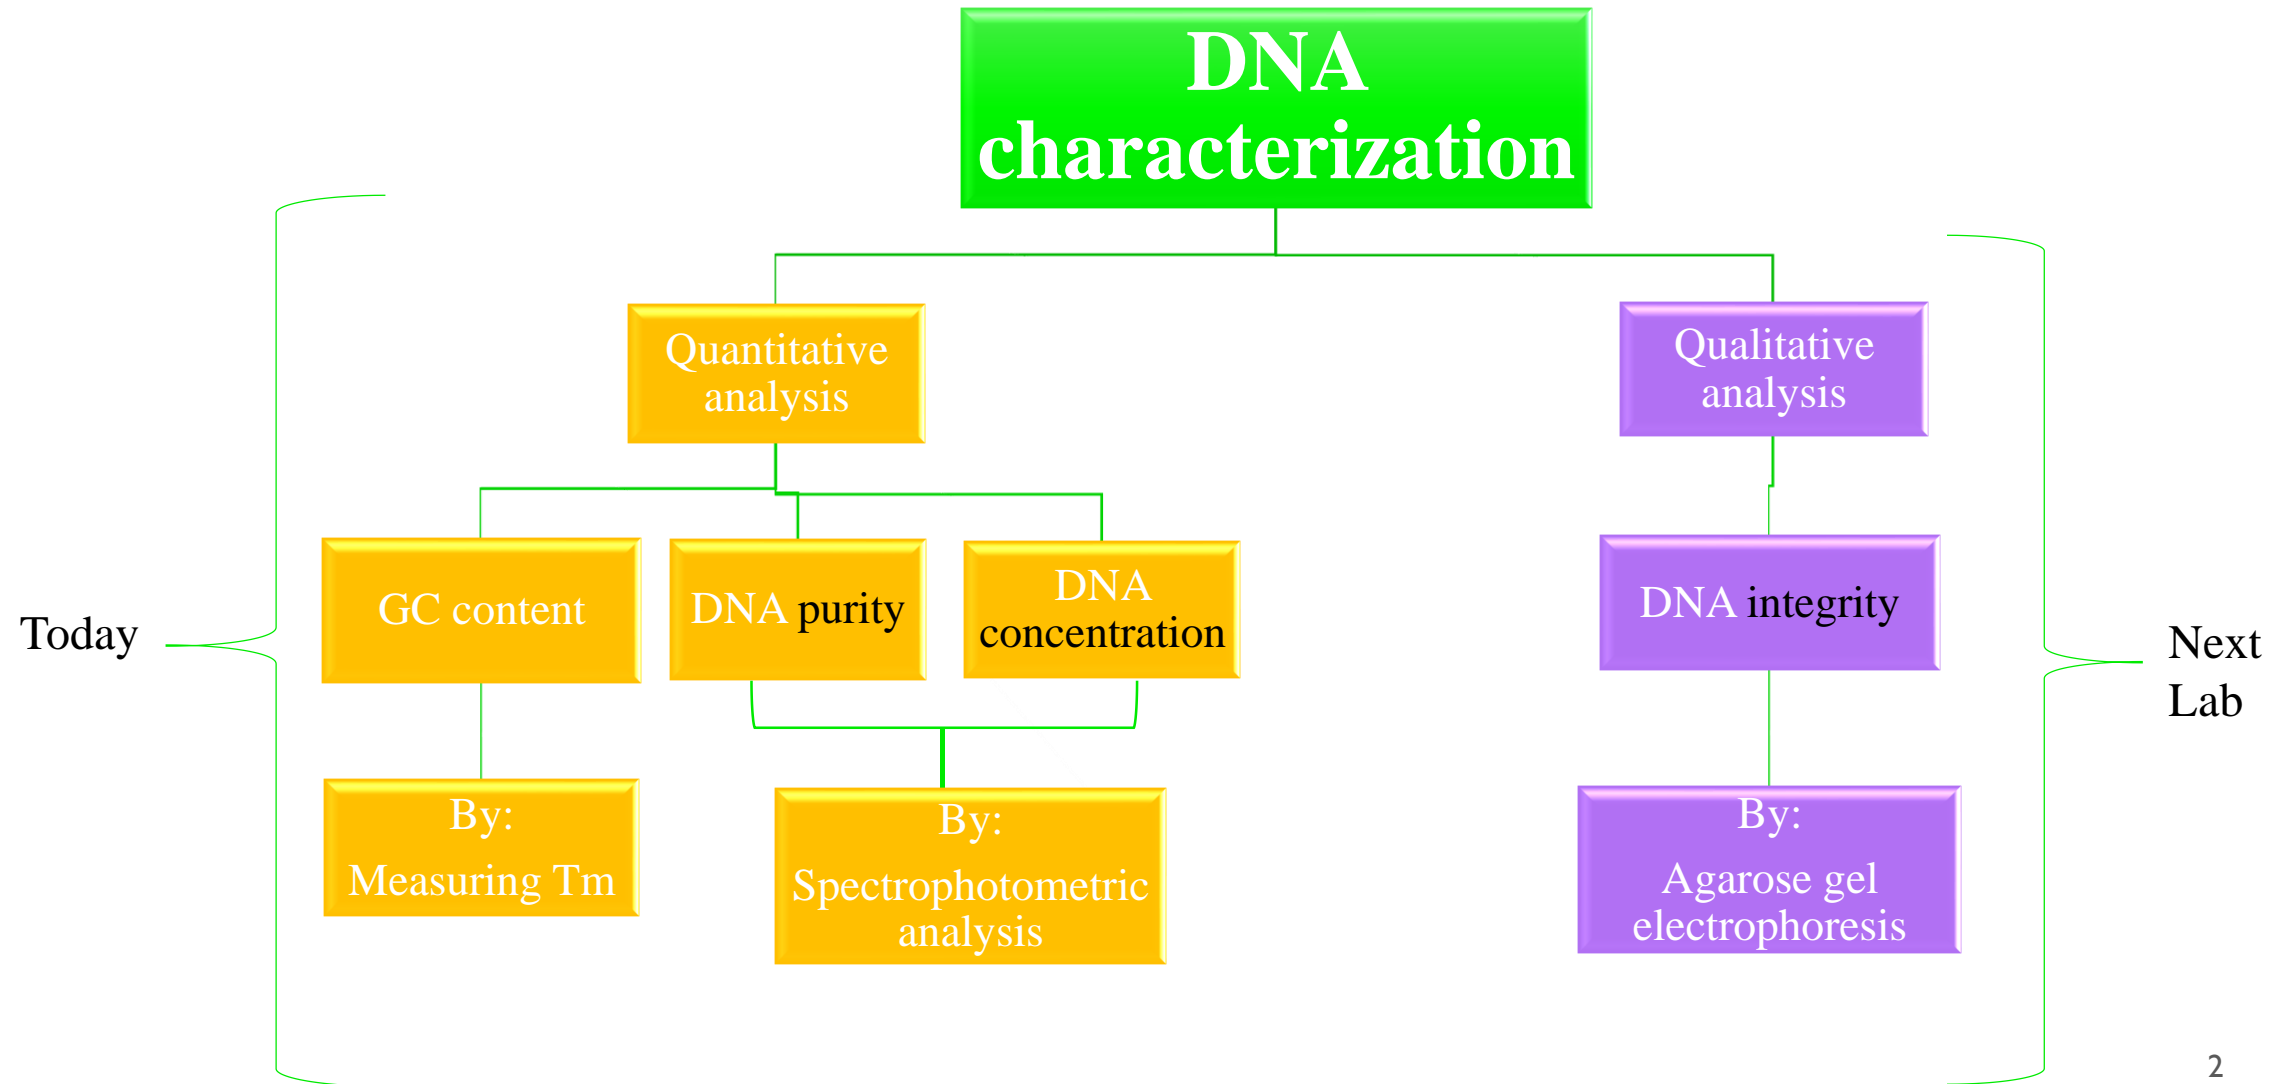 DNA
characterization
Quantitative
analysis
Qualitative
analysis
GC content
DNA purity
DNA
concentration
DNA integrity
Today
Next
Lab
By:
Measuring Tm
By:
Spectrophotometric
analysis
By:
Agarose gel
electrophoresis
2